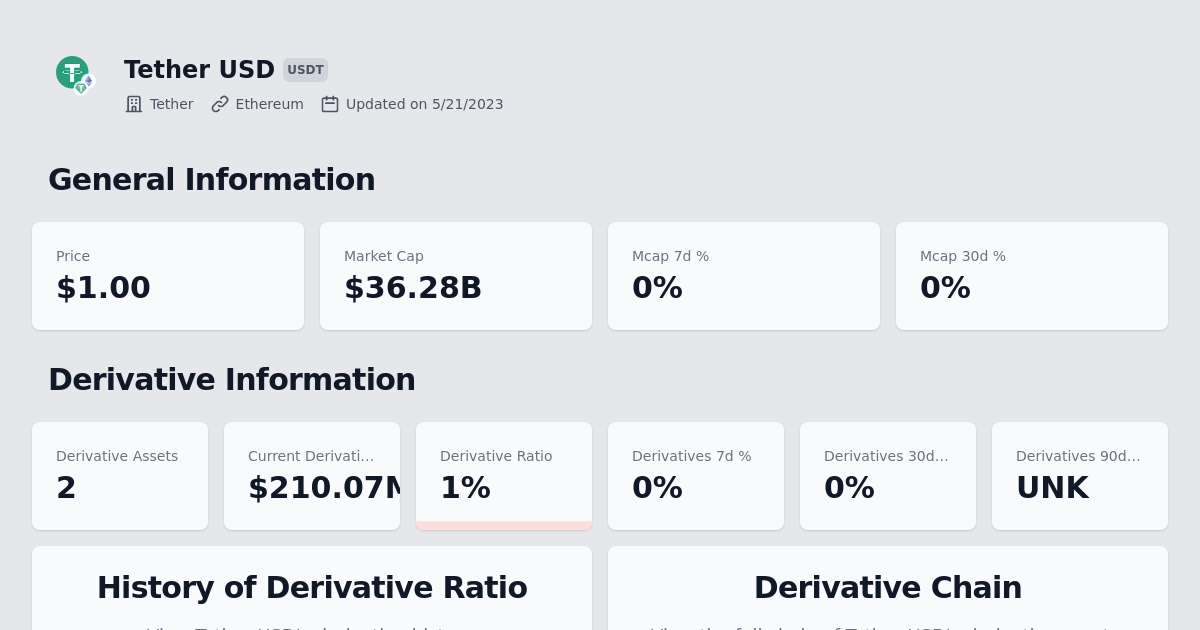 Tether USD USDT
Tether Ethereum Updated on 5/21/2023
General Information
Price
$1.00
Market Cap
$36.28B
Mcap 7d %
0%
Mcap 30d %
0%
Derivative Information
Derivative Assets
2
Current Derivati...
$210.07M
Derivative Ratio
1%
Derivatives 7d %
0%
Derivatives 30d...
0%
Derivatives 90d...
UNK
History of Derivative Ratio
Derivative Chain